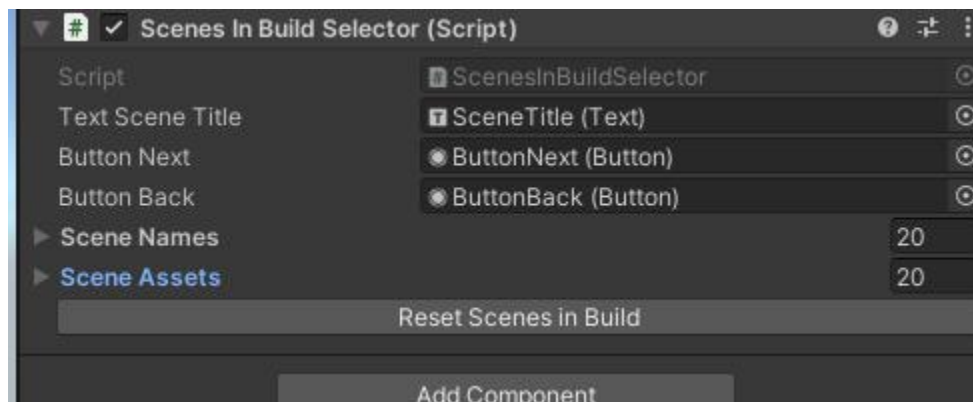 Scenes In Build Selector (Script)
Script ScenesInBuildSelector
Text Scene Title SceneTitle (Text)
Button Next ButtonNext (Button)
Button Back ButtonBack (Button)
Scene Names 20
Scene Assets 20
Reset Scenes in Build
Add Component